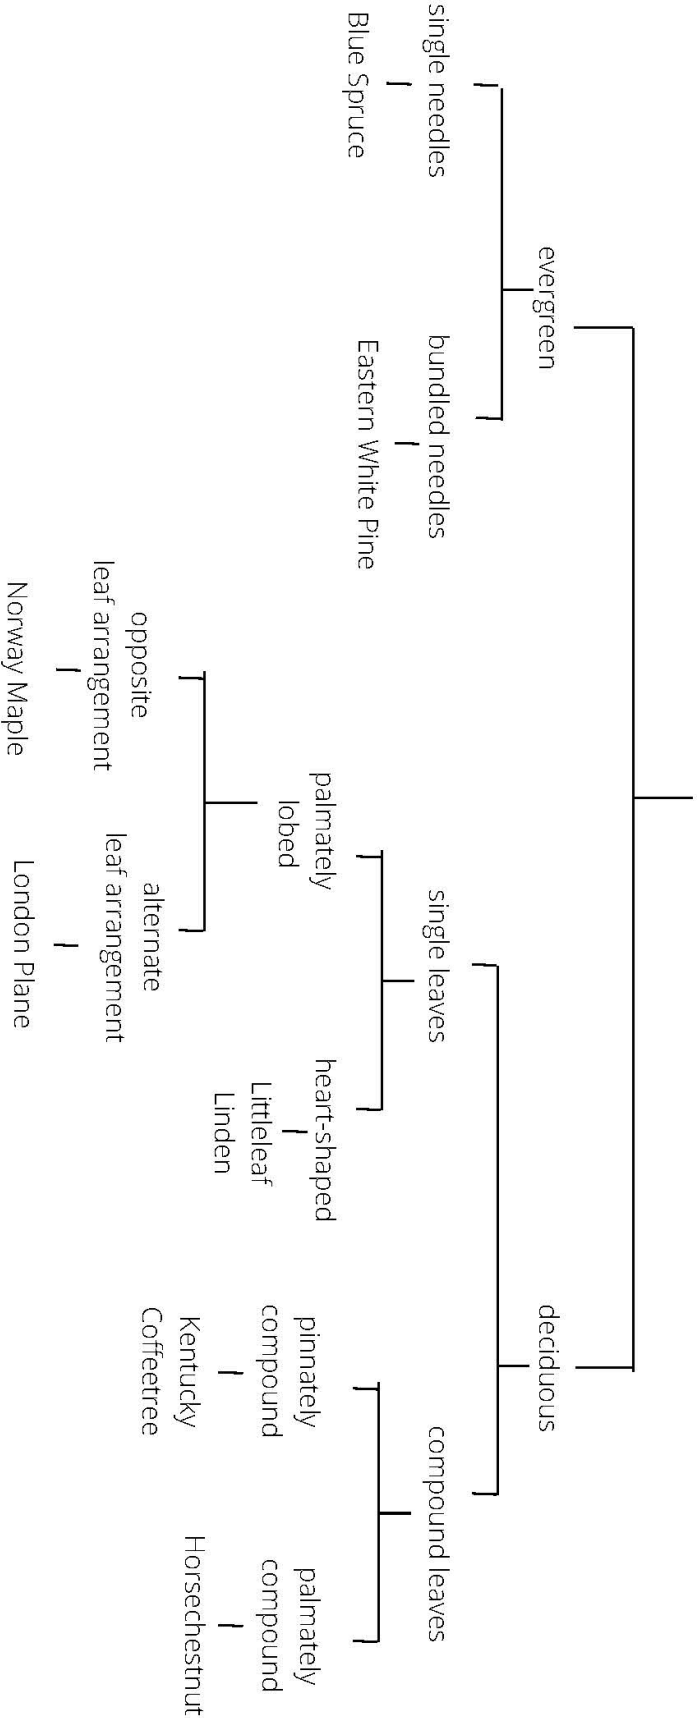 evergreen
deciduous
single needles
bundled needles
single leaves
compound leaves
Blue Spruce
Eastern White Pine
palmately
lobed
heart-shaped
Littleleaf
Linden
pinnately
compound
Kentucky
Coffeetree
palmately
compound
Horsechestnut
opposite
leaf arrangement
Norway Maple
alternate
leaf arrangement
London Plane